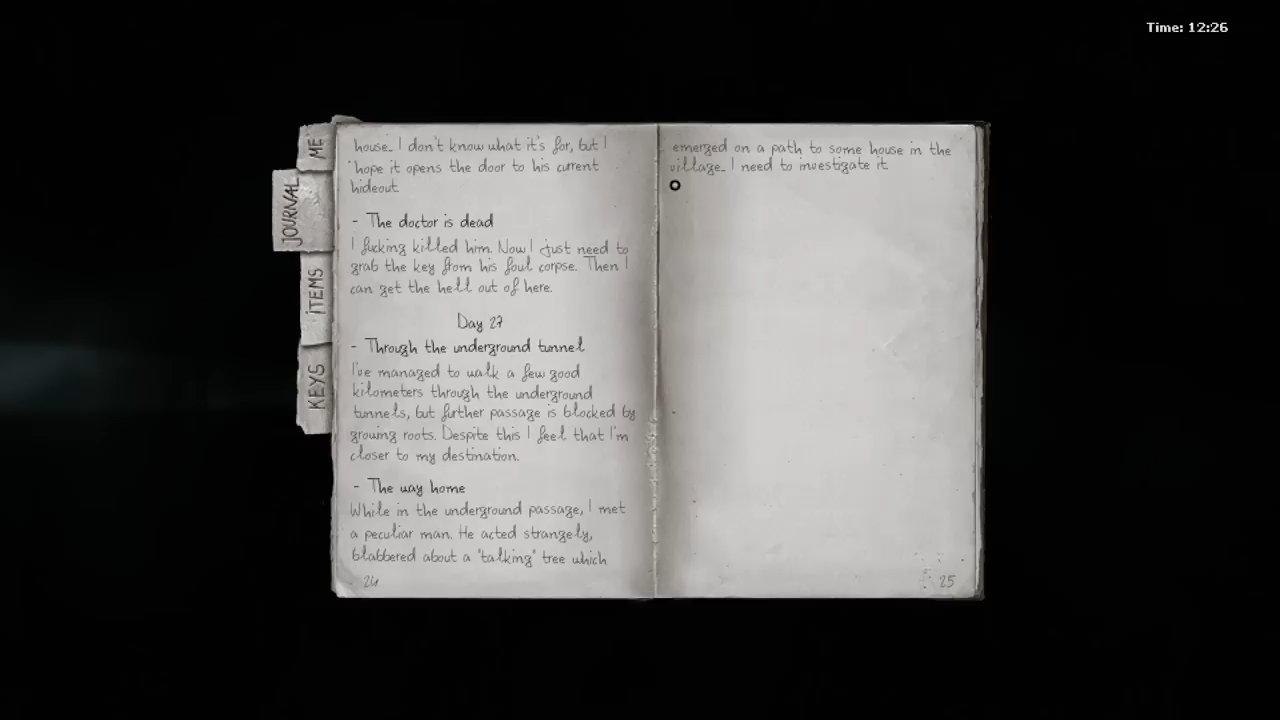 Time: 12:26
ME
JOURNAL
ITEMS
KEYS
house. I don't know what it's for, but I
hope it opens the door to his current
hideout
- The doctor is dead
I fucking killed him. Now I just need to
grab the key from his foul corpse. Then I
can get the hell out of here.
Day 27
- Through the underground tunnel
I've managed to walk a few good
kilometers through the underground
tunnels, but further passage is blocked by
growing roots. Despite this I feel that I'm
closer to my destination.
- The way home
While in the underground passage, I met
a peculiar man. He acted strangely,
blabbered about a "talking" tree which
24
emerged on a path to some house in the
village. I need to investigate it
25